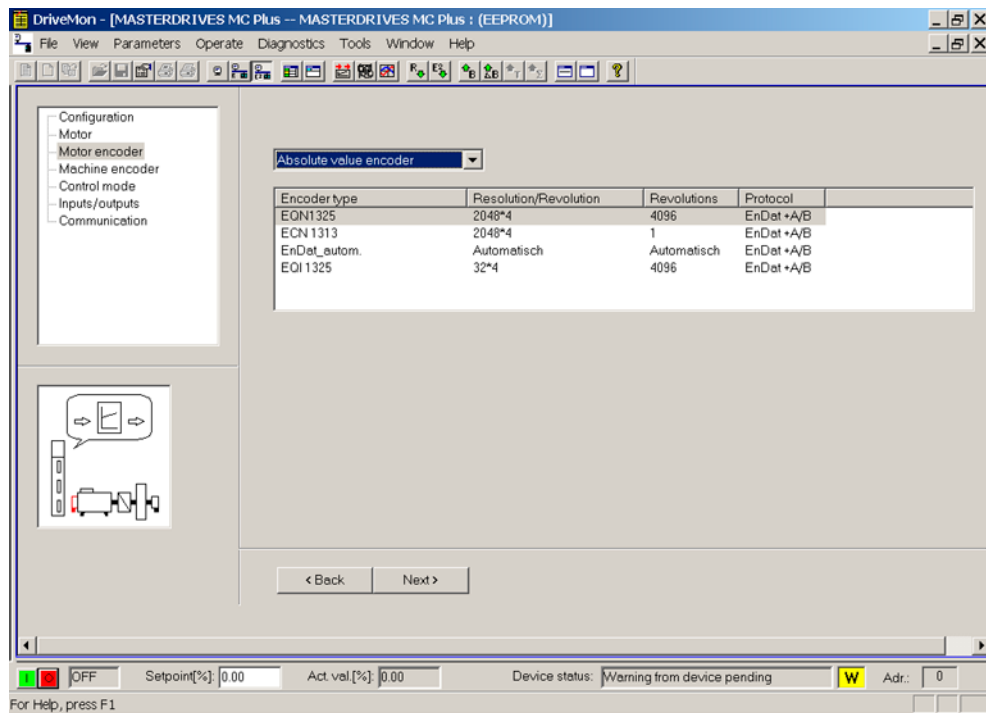 DriveMon - [MASTERDRIVES MC Plus -- MASTERDRIVES MC Plus : (EEPROM)]
File View Parameters Operate Diagnostics Tools Window Help
Configuration
Motor
Motor encoder
Machine encoder
Control mode
Inputs/outputs
Communication
Absolute value encoder
Encoder type Resolution/Revolution Revolutions Protocol
EQN1325 2048*4 4096 EnDat +A/B
ECN 1313 2048*4 1 EnDat +A/B
EnDat_autom. Automatisch Automatisch EnDat +A/B
EQI 1325 32*4 4096 EnDat +A/B
< Back Next >
I O OFF Setpoint[%]: 0.00 Act. val.[%]: 0.00 Device status: Warning from device pending W Adr.: 0
For Help, press F1